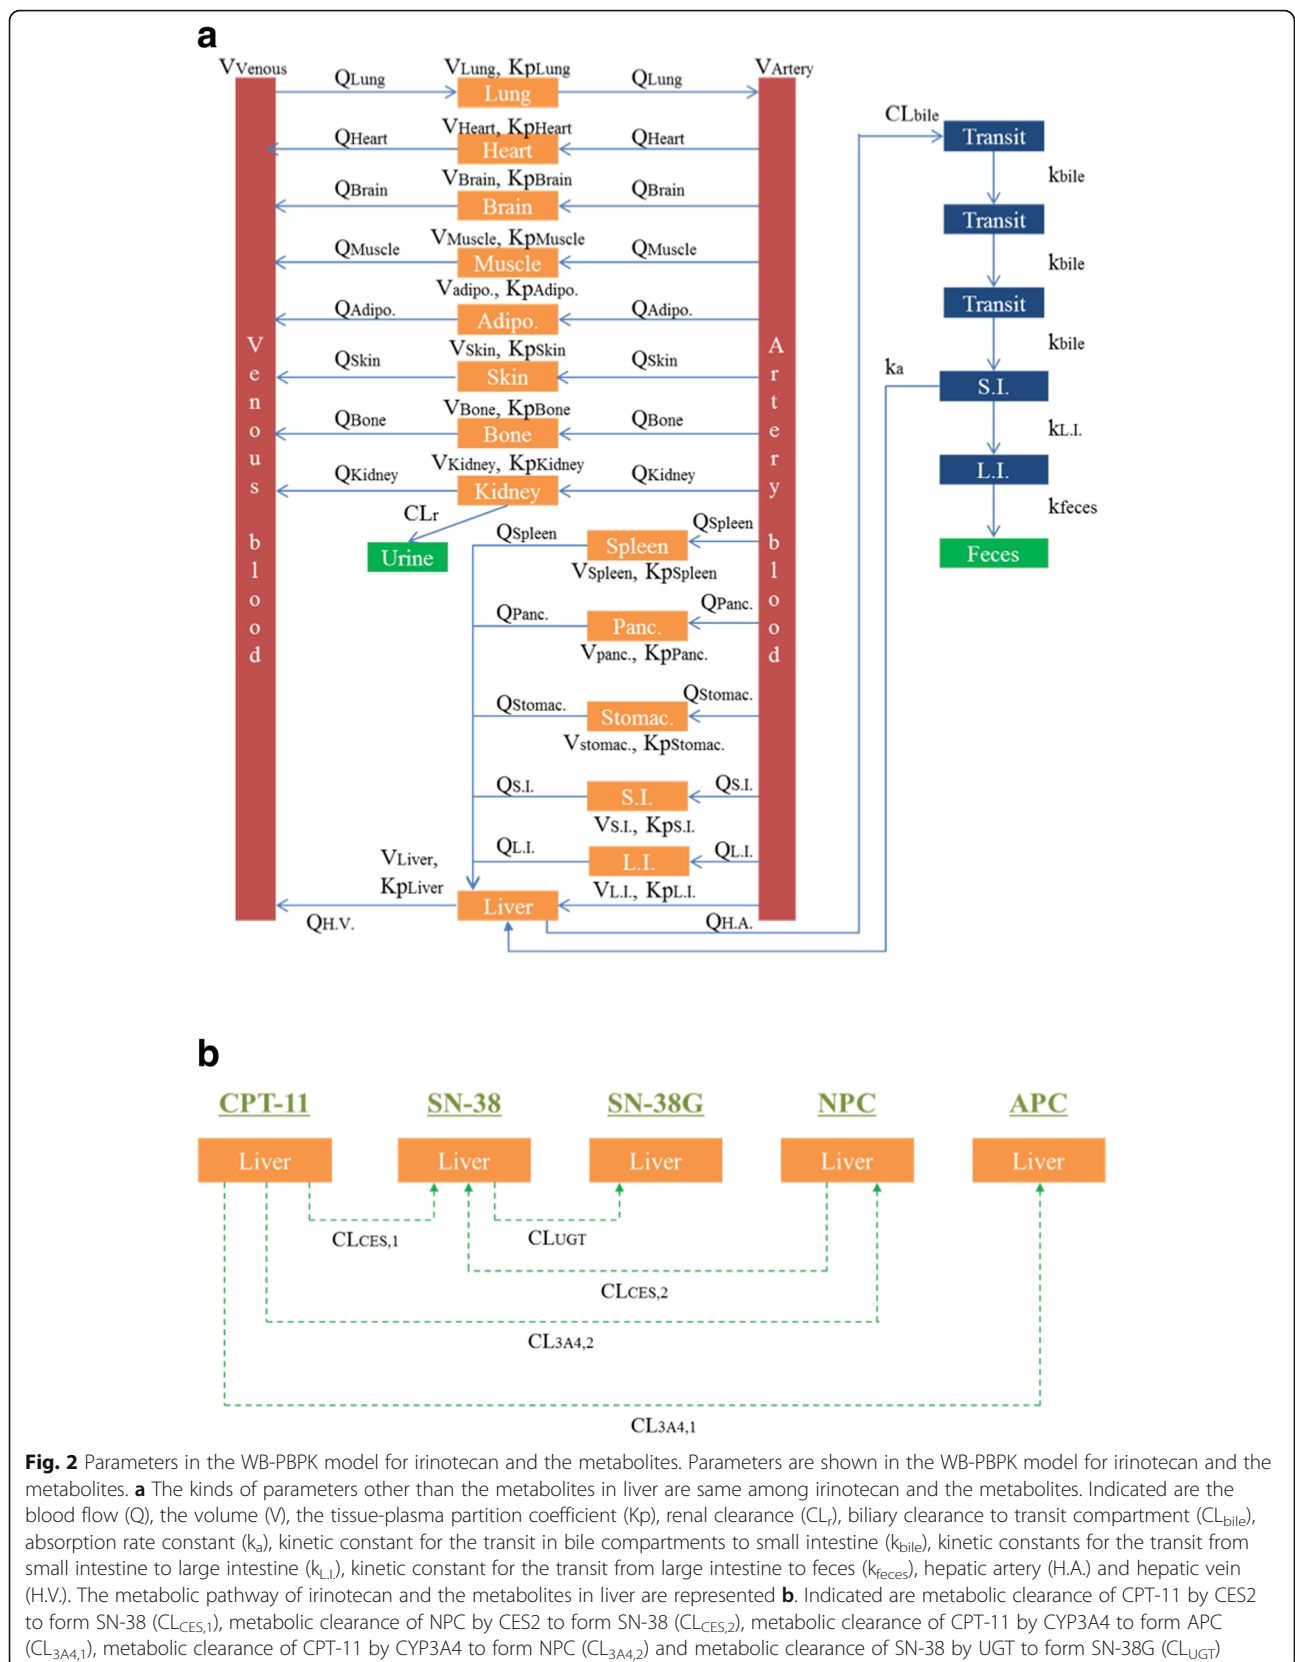 a
VVenous
QLung
VLung, KpLung
QLung
VArtery
Lung
CLbile
Transit
QHeart
VHeart, KpHeart
QHeart
Heart
kbile
QBrain
VBrain, KpBrain
QBrain
Brain
Transit
QMuscle
VMuscle, KpMuscle
QMuscle
Muscle
kbile
Vadipo., KpAdipo.
QAdipo.
QAdipo.
Adipo.
Transit
kbile
QSkin
VSkin, KpSkin
QSkin
Skin
ka
S.I.
QBone
VBone, KpBone
QBone
Bone
kL.I.
QKidney
VKidney, KpKidney
QKidney
Kidney
L.I.
kfeces
CLr
Urine
Feces
Venous blood
Artery blood
QSpleen
QSpleen
Spleen
VSpleen, KpSpleen
QPanc.
QPanc.
Panc.
Vpanc., KpPanc.
QStomac.
QStomac.
Stomac.
Vstomac., KpStomac.
QS.I.
QS.I.
S.I.
VS.I., KpS.I.
QL.I.
QL.I.
L.I.
VL.I., KpL.I.
VLiver,
KpLiver
Liver
QH.V.
QH.A.
b
CPT-11 SN-38 SN-38G NPC APC
Liver Liver Liver Liver Liver
CLCES,1
CLUGT
CLCES,2
CL3A4,2
CL3A4,1
Fig. 2 Parameters in the WB-PBPK model for irinotecan and the metabolites. Parameters are shown in the WB-PBPK model for irinotecan and the
metabolites. a The kinds of parameters other than the metabolites in liver are same among irinotecan and the metabolites. Indicated are the
blood flow (Q), the volume (V), the tissue-plasma partition coefficient (Kp), renal clearance (CLr), biliary clearance to transit compartment (CLbile),
absorption rate constant (ka), kinetic constant for the transit in bile compartments to small intestine (kbile), kinetic constants for the transit from
small intestine to large intestine (kL.I.), kinetic constant for the transit from large intestine to feces (kfeces), hepatic artery (H.A.) and hepatic vein
(H.V.). The metabolic pathway of irinotecan and the metabolites in liver are represented b. Indicated are metabolic clearance of CPT-11 by CES2
to form SN-38 (CLCES,1), metabolic clearance of NPC by CES2 to form SN-38 (CLCES,2), metabolic clearance of CPT-11 by CYP3A4 to form APC
(CL3A4,1), metabolic clearance of CPT-11 by CYP3A4 to form NPC (CL3A4,2) and metabolic clearance of SN-38 by UGT to form SN-38G (CLUGT)